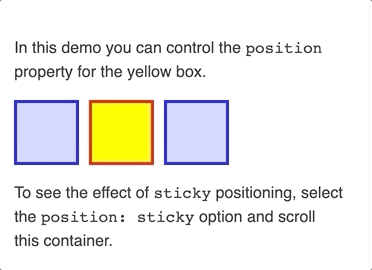 In this demo you can control the position
property for the yellow box.
To see the effect of sticky positioning, select
the position: sticky option and scroll
this container.